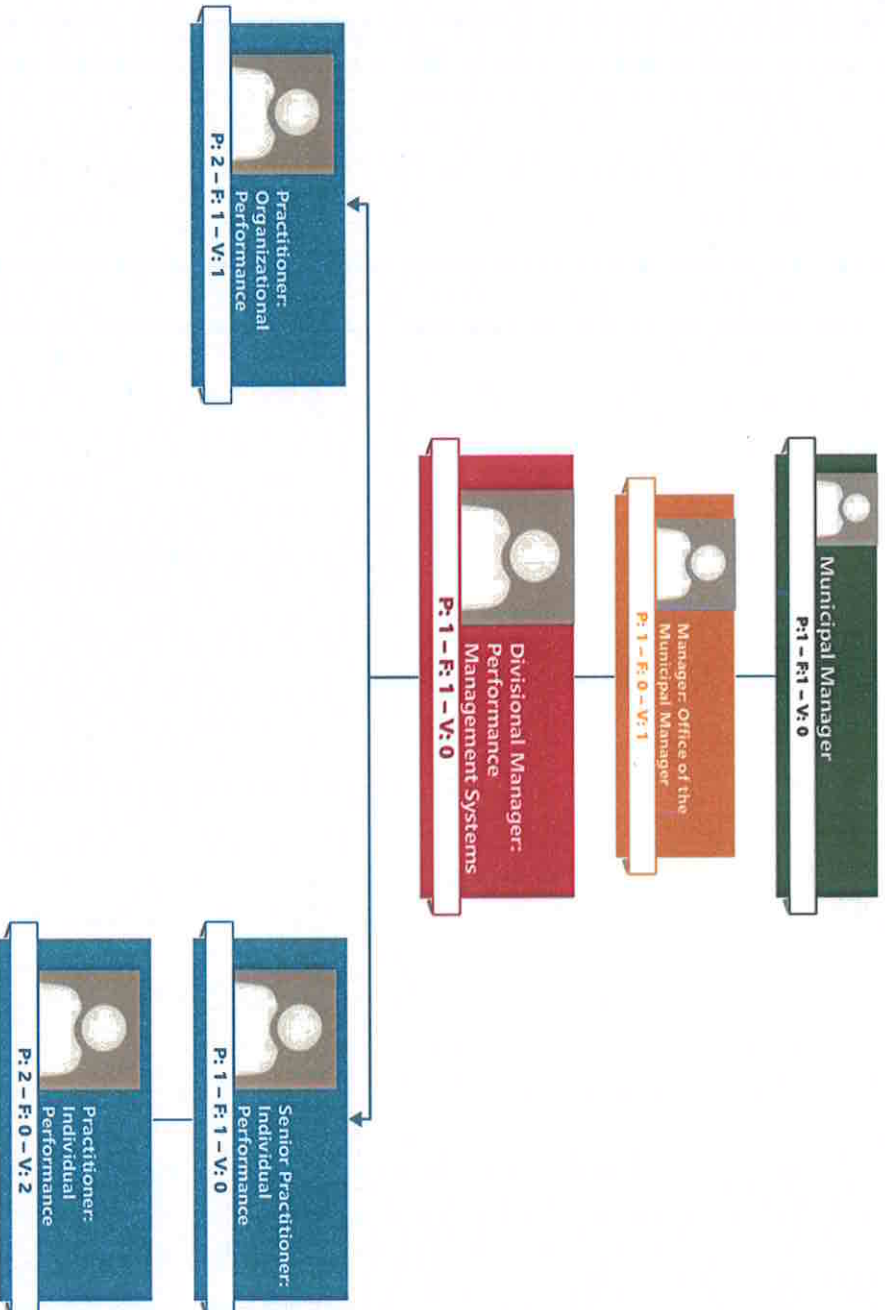 Municipal Manager
P:1 – F:1 – V: 0
Manager: Office of the
Municipal Manager
P: 1 – F: 0 – V: 1
Divisional Manager:
Performance
Management Systems
P: 1 – F: 1 – V: 0
Practitioner:
Organizational
Performance
P: 2 – F: 1 – V: 1
Senior Practitioner:
Individual
Performance
P: 1 – F: 1 – V: 0
Practitioner:
Individual
Performance
P: 2 – F: 0 – V: 2